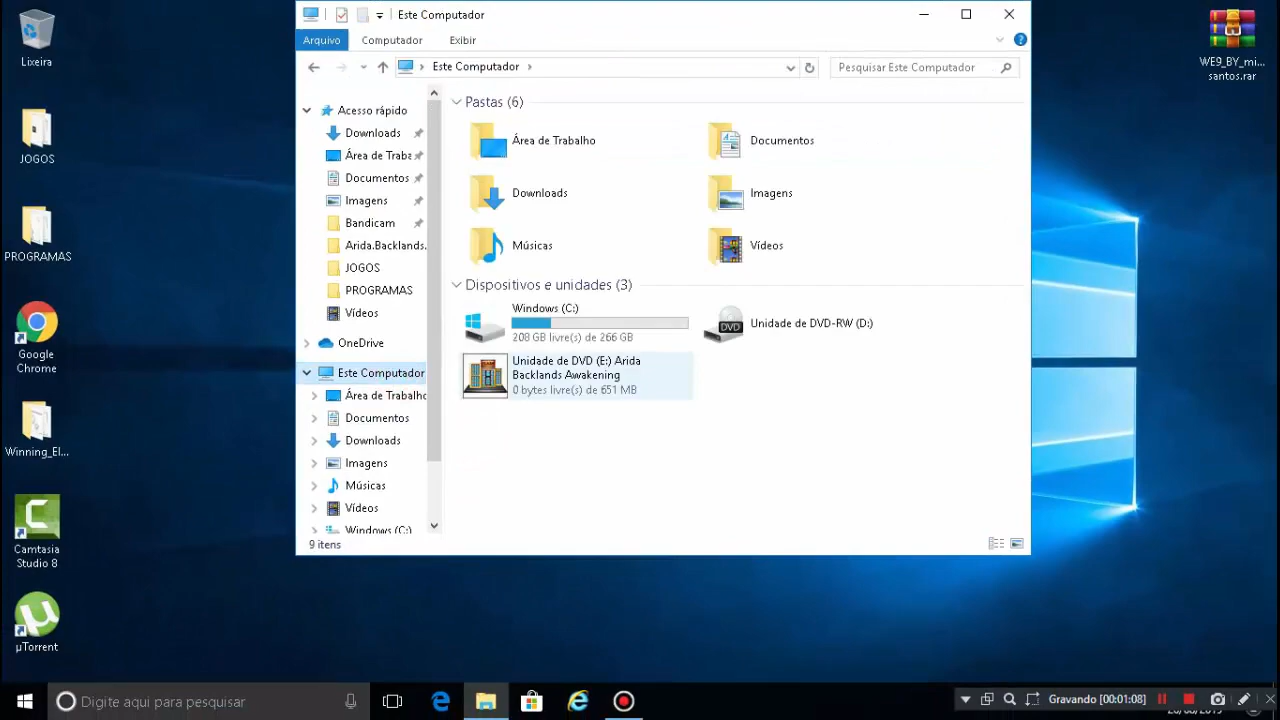 Este Computador
Arquivo
Computador
Exibir
Este Computador
Pesquisar Este Computador
Acesso rápido
Downloads
Área de Traba
Documentos
Imagens
Bandicam
Arida.Backlands.
JOGOS
PROGRAMAS
Vídeos
OneDrive
Este Computador
Área de Trabalho
Documentos
Downloads
Imagens
Músicas
Vídeos
Windows (C:)
9 itens
Pastas (6)
Área de Trabalho
Documentos
Downloads
Imagens
Músicas
Vídeos
Dispositivos e unidades (3)
Windows (C:)
208 GB livre(s) de 266 GB
DVD
Unidade de DVD-RW (D:)
Unidade de DVD (E:) Arida
Backlands Awakening
0 bytes livre(s) de 651 MB
Lixeira
JOGOS
PROGRAMAS
Google
Chrome
Winning_El...
Camtasia
Studio 8
µTorrent
WE9_BY_mi...
santos.rar
Digite aqui para pesquisar
Gravando [00:01:08]